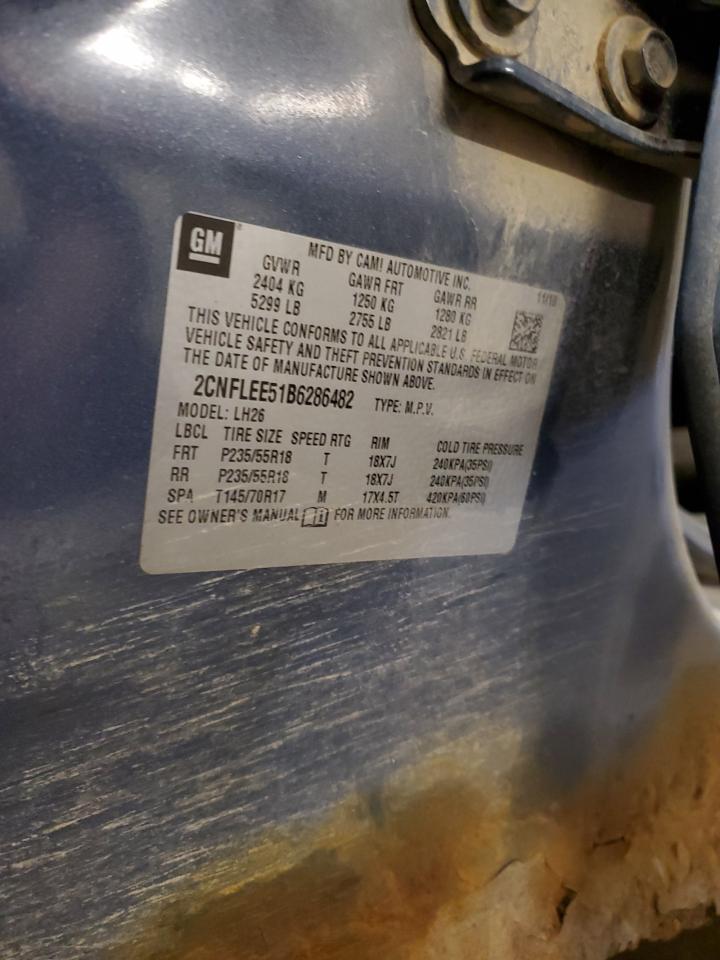 GM
MFD BY CAMI AUTOMOTIVE INC.
11/10
GVWR GAWR FRT GAWR RR
2404 KG 1250 KG 1280 KG
5299 LB 2755 LB 2821 LB
THIS VEHICLE CONFORMS TO ALL APPLICABLE U.S. FEDERAL MOTOR
VEHICLE SAFETY AND THEFT PREVENTION STANDARDS IN EFFECT ON
THE DATE OF MANUFACTURE SHOWN ABOVE.
2CNFLEE51B6286482 TYPE: M.P.V.
MODEL: LH26
LBCL TIRE SIZE SPEED RTG RIM COLD TIRE PRESSURE
FRT P235/55R18 T 18X7J 240KPA(35PSI)
RR P235/55R18 T 18X7J 240KPA(35PSI)
SPA T145/70R17 M 17X4.5T 420KPA(60PSI)
SEE OWNER'S MANUAL FOR MORE INFORMATION.